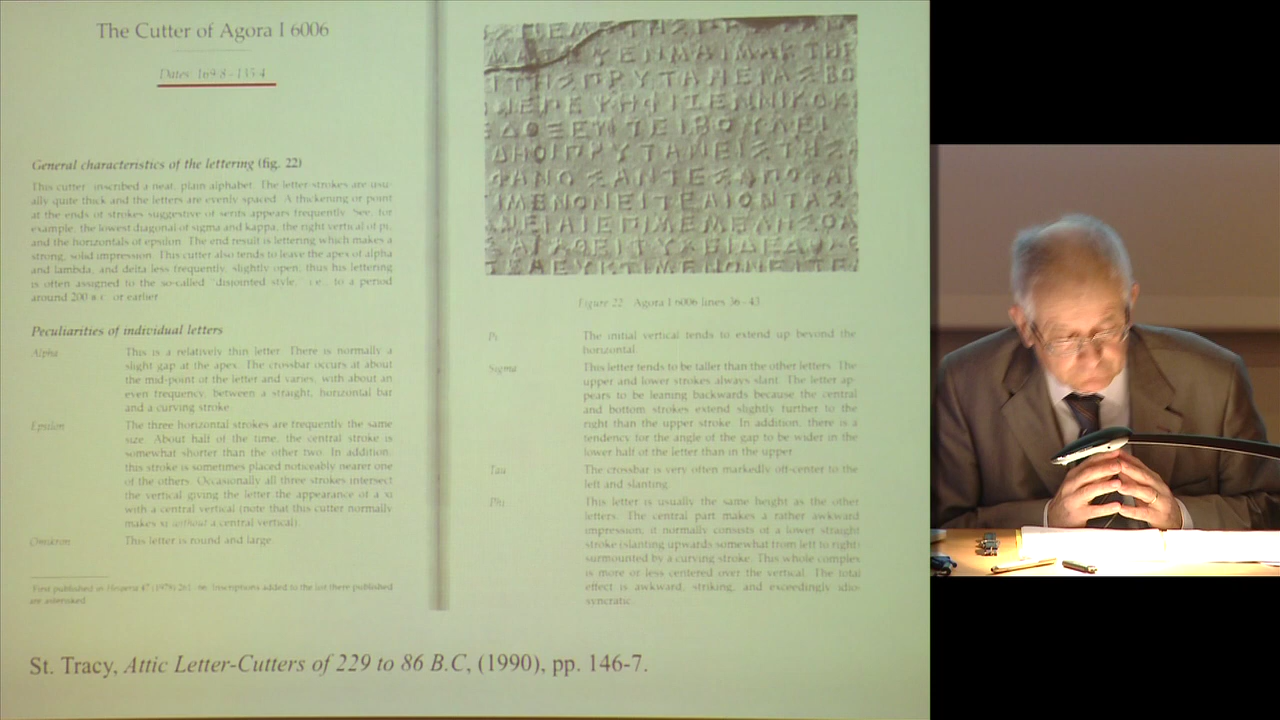 The Cutter of Agora I 6006
Dates: 169/8 - 135/4
General characteristics of the lettering (fig. 22)
This cutter inscribed a neat, plain alphabet. The letter strokes are usu-
ally quite thick and the letters are evenly spaced. A thickening or point
at the ends of strokes suggestive of serifs appears frequently. See, for
example, the lowest diagonal of sigma and kappa, the right vertical of pi,
and the horizontals of epsilon. The end result is lettering which makes a
strong, solid impression. This cutter also tends to leave the apex of alpha
and lambda, and delta less frequently, slightly open; thus his lettering
is often assigned to the so-called "disjointed style," i.e., to a period
around 200 B.C. or earlier.
Peculiarities of individual letters
Alpha This is a relatively thin letter. There is normally a
slight gap at the apex. The crossbar occurs at about
the mid-point of the letter and varies, with about an
even frequency, between a straight, horizontal bar
and a curving stroke.
Epsilon The three horizontal strokes are frequently the same
size. About half of the time, the central stroke is
somewhat shorter than the other two. In addition,
this stroke is sometimes placed noticeably nearer one
of the others. Occasionally all three strokes intersect
the vertical giving the letter the appearance of a xi
with a central vertical (note that this cutter normally
makes xi without a central vertical).
Omikron This letter is round and large.
First published in Hesperia 47 (1978) Inscriptions added to the list there published
are asterisked.
ΕΔΟΞΕΝΤΕΙΒΟΥΛΕΙ
Figure 22. Agora I 6006 lines 36-43
Pi The initial vertical tends to extend up beyond the
horizontal.
Sigma This letter tends to be taller than the other letters. The
upper and lower strokes always slant. The letter ap-
pears to be leaning backwards because the central
and bottom strokes extend slightly further to the
right than the upper stroke. In addition, there is a
tendency for the angle of the gap to be wider in the
lower half of the letter than in the upper.
Tau The crossbar is very often markedly off-center to the
left and slanting.
Phi This letter is usually the same height as the other
letters. The central part makes a rather awkward
impression; it normally consists of a lower straight
stroke (slanting upwards somewhat from left to right)
surmounted by a curving stroke. This whole complex
is more or less centered over the vertical. The total
effect is awkward, striking, and exceedingly idio-
syncratic.
St. Tracy, Attic Letter-Cutters of 229 to 86 B.C, (1990), pp. 146-7.